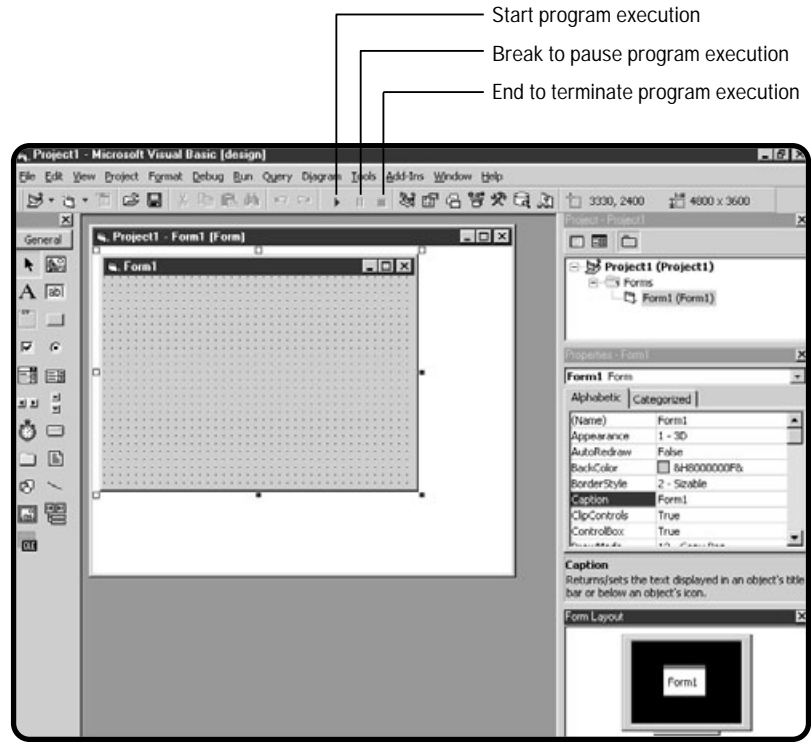 Start program execution
Break to pause program execution
End to terminate program execution
Project1 - Microsoft Visual Basic [design]
File Edit View Project Format Debug Run Query Diagram Tools Add-Ins Window Help
3330, 2400 4800 x 3600
General
Project1 - Form1 (Form)
Form1
Project - Project1
Project1 (Project1)
Forms
Form1 (Form1)
Properties - Form1
Form1 Form
Alphabetic Categorized
(Name) Form1
Appearance 1 - 3D
AutoRedraw False
BackColor &H8000000F&
BorderStyle 2 - Sizable
Caption Form1
ClipControls True
ControlBox True
Caption
Returns/sets the text displayed in an object's title
bar or below an object's icon.
Form Layout
Form1